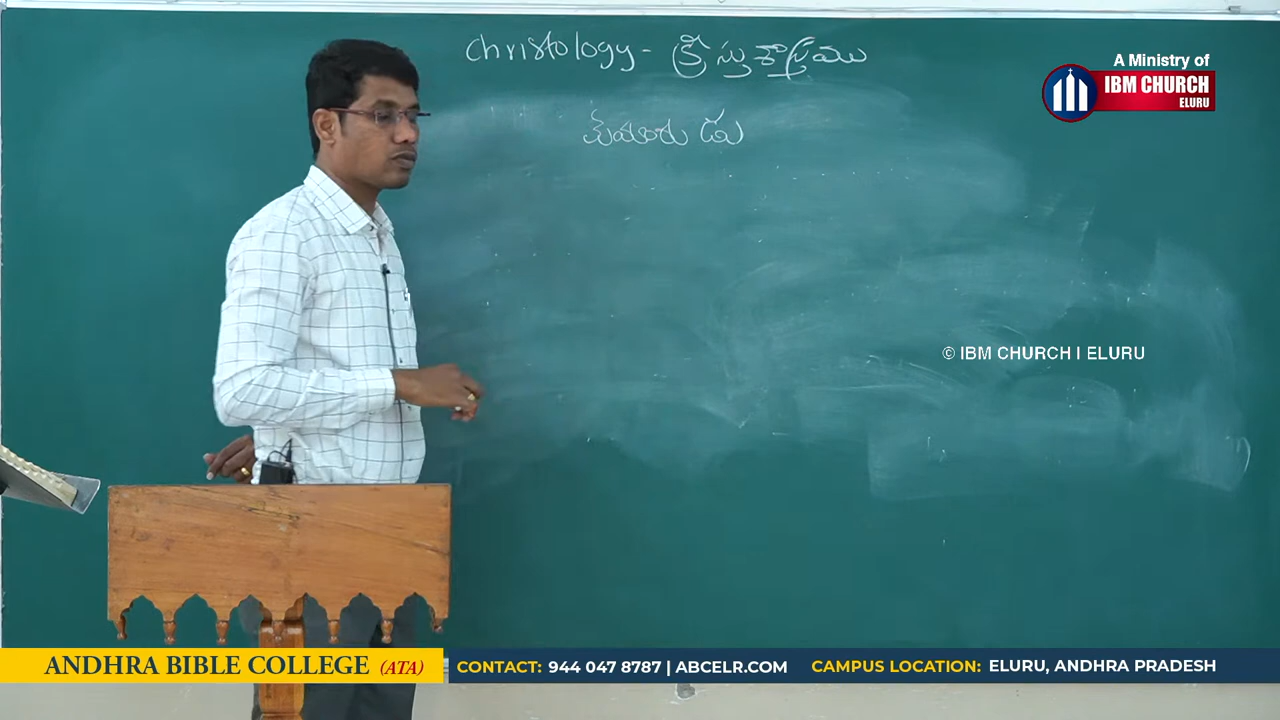 Christology - క్రీస్తుశాస్త్రము
కుమారుడు
A Ministry of
IBM CHURCH
ELURU
© IBM CHURCH I ELURU
ANDHRA BIBLE COLLEGE (ATA)
CONTACT: 944 047 8787 | ABCELR.COM
CAMPUS LOCATION: ELURU, ANDHRA PRADESH